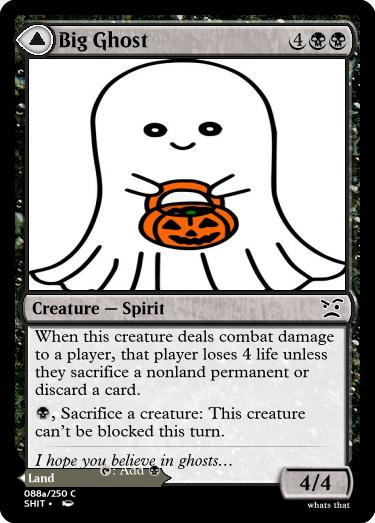 Big Ghost 4
Creature — Spirit
When this creature deals combat damage
to a player, that player loses 4 life unless
they sacrifice a nonland permanent or
discard a card.
, Sacrifice a creature: This creature
can't be blocked this turn.
I hope you believe in ghosts...
: Add
Land
4/4
088a/250 C
SHIT •
whats that